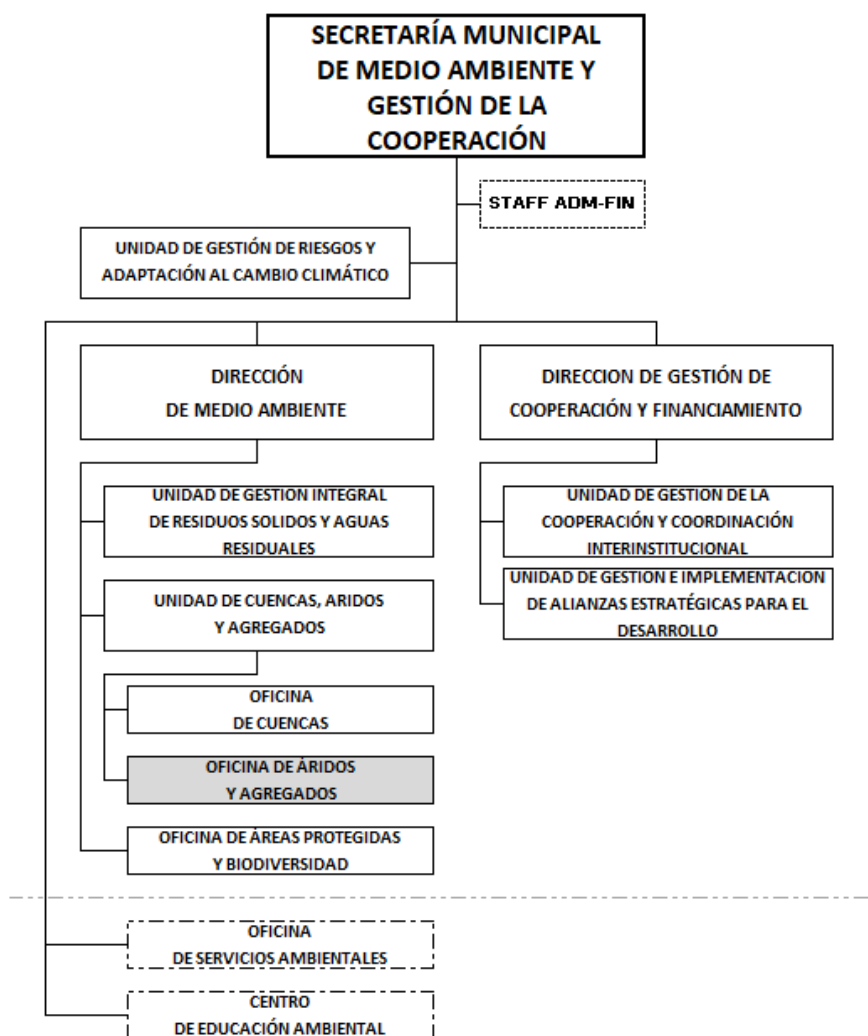 SECRETARÍA MUNICIPAL
DE MEDIO AMBIENTE Y
GESTIÓN DE LA
COOPERACIÓN
STAFF ADM-FIN
UNIDAD DE GESTIÓN DE RIESGOS Y
ADAPTACIÓN AL CAMBIO CLIMÁTICO
DIRECCIÓN
DE MEDIO AMBIENTE
DIRECCION DE GESTIÓN DE
COOPERACIÓN Y FINANCIAMIENTO
UNIDAD DE GESTION INTEGRAL
DE RESIDUOS SOLIDOS Y AGUAS
RESIDUALES
UNIDAD DE GESTION DE LA
COOPERACIÓN Y COORDINACIÓN
INTERINSTITUCIONAL
UNIDAD DE CUENCAS, ARIDOS
Y AGREGADOS
UNIDAD DE GESTION E IMPLEMENTACION
DE ALIANZAS ESTRATÉGICAS PARA EL
DESARROLLO
OFICINA
DE CUENCAS
OFICINA DE ÁRIDOS
Y AGREGADOS
OFICINA DE ÁREAS PROTEGIDAS
Y BIODIVERSIDAD
OFICINA
DE SERVICIOS AMBIENTALES
CENTRO
DE EDUCACIÓN AMBIENTAL